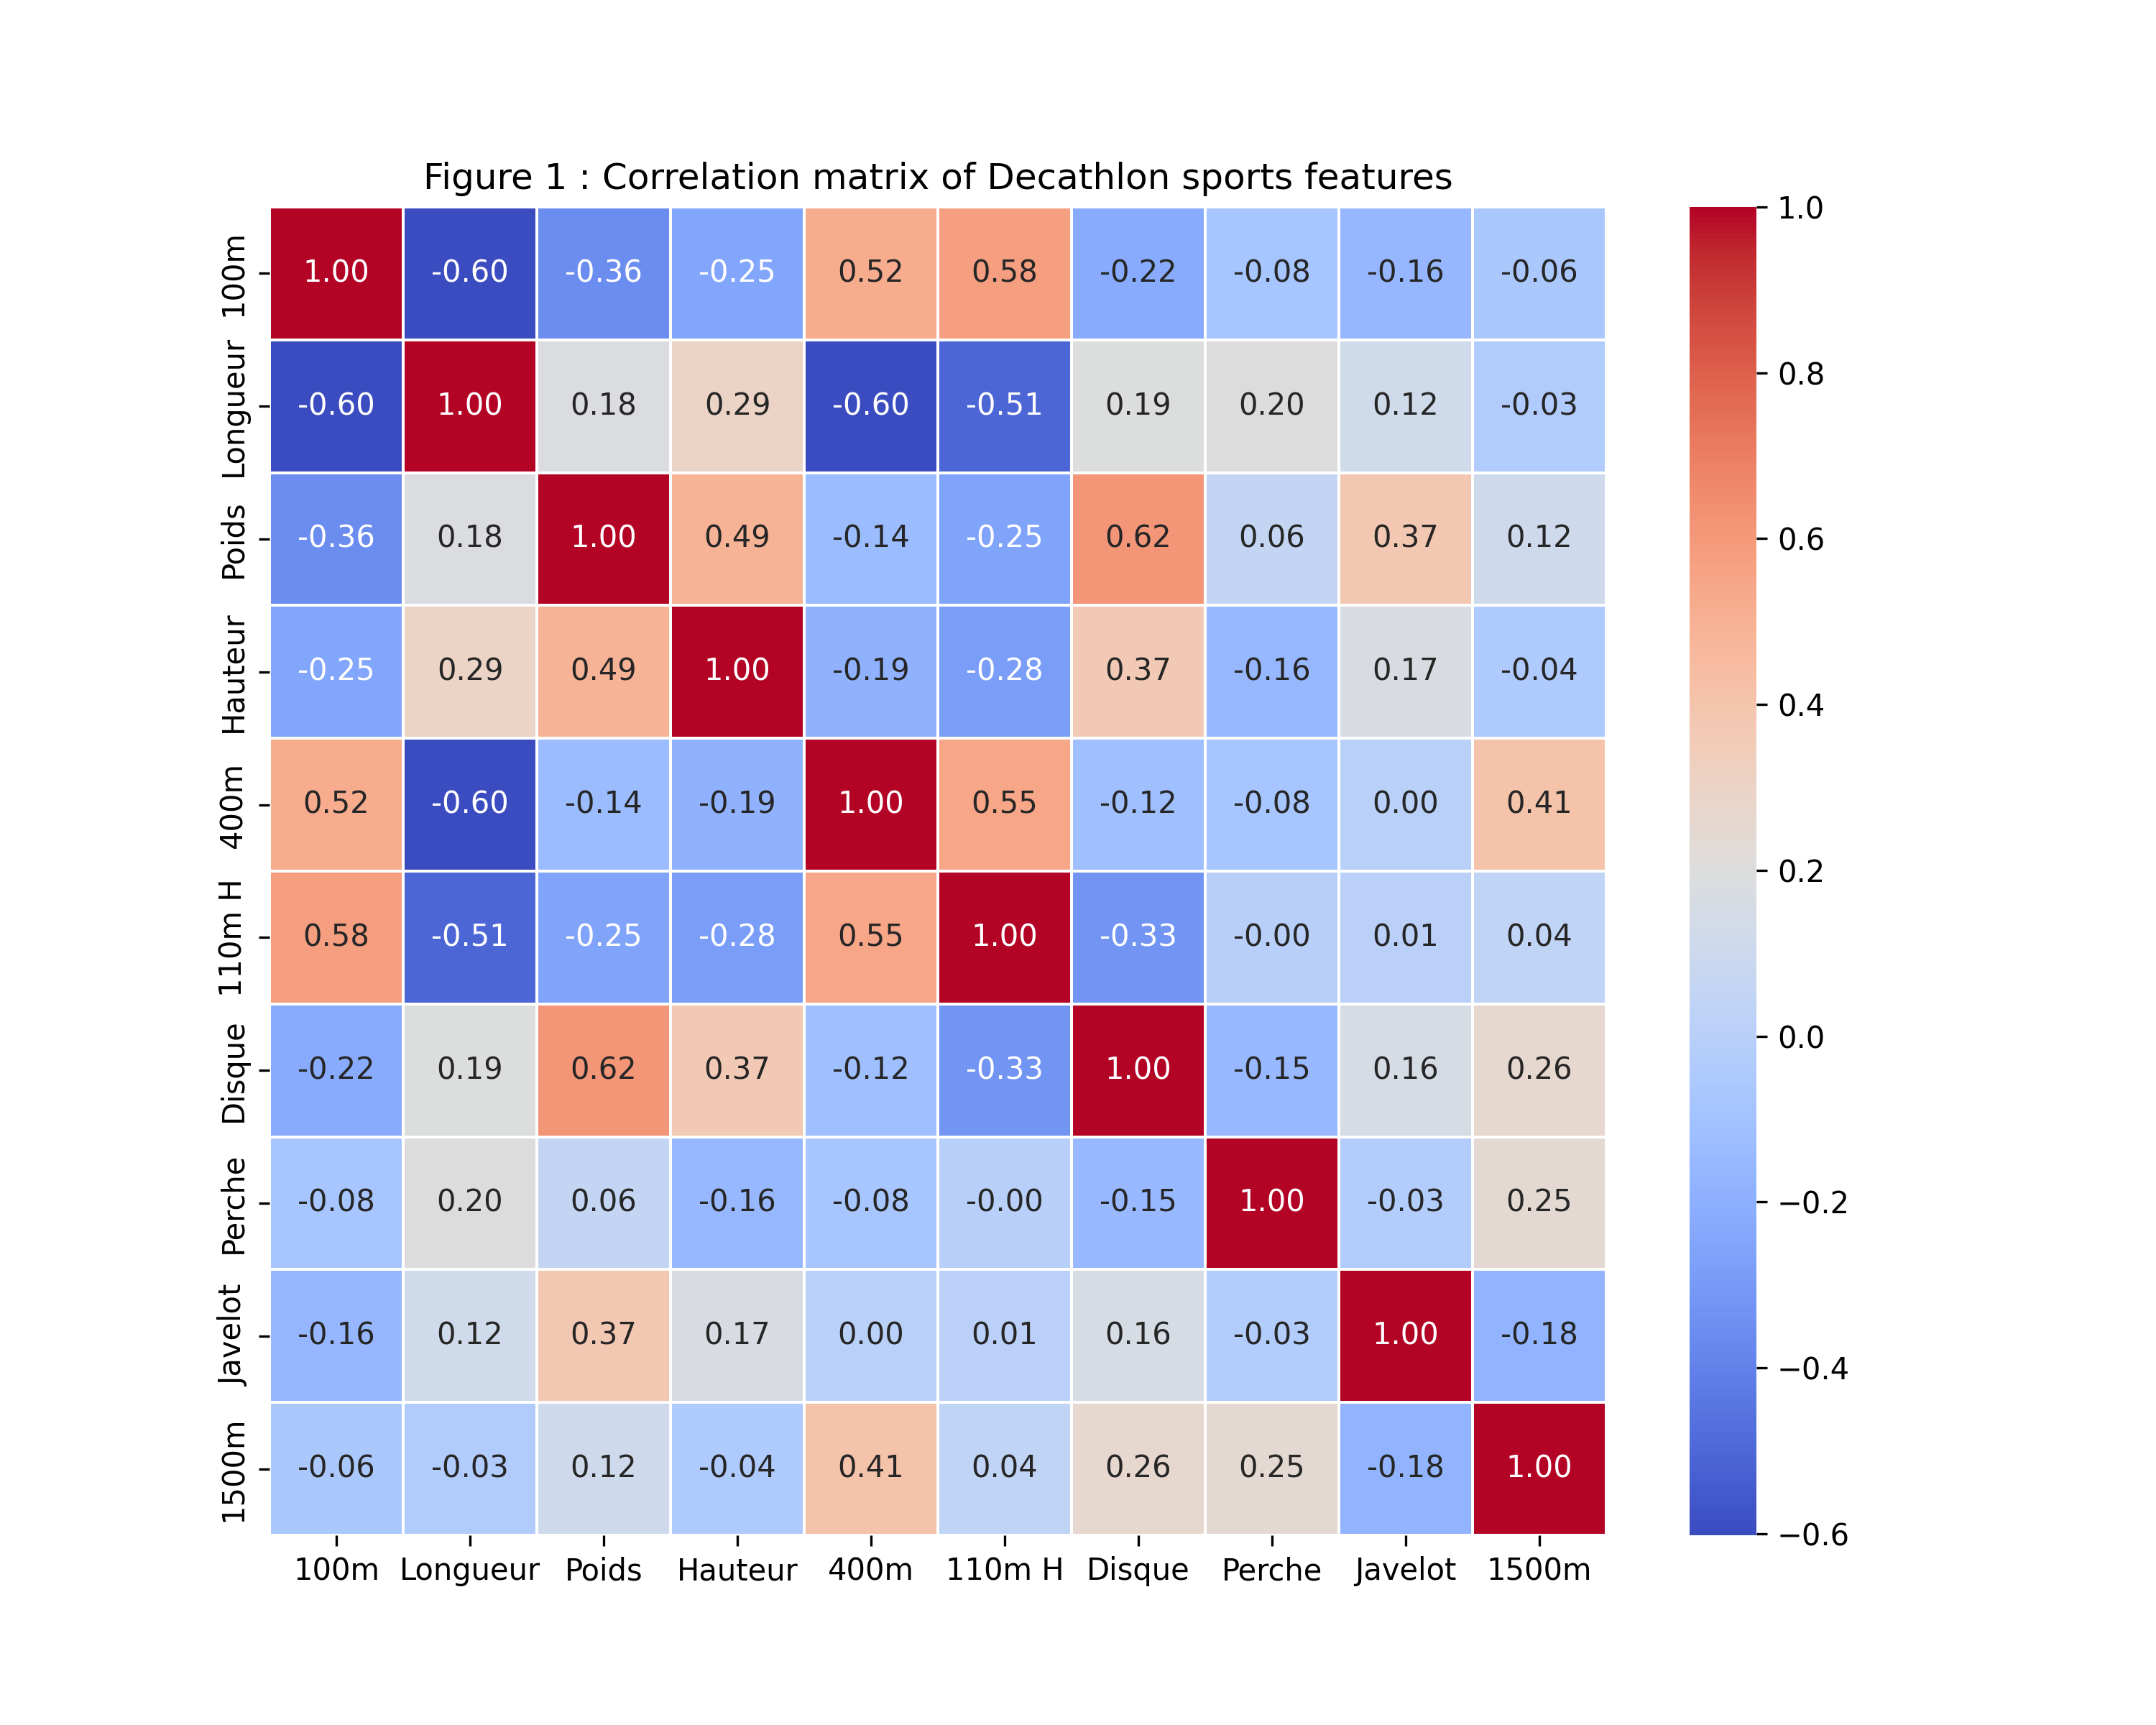 Figure 1 : Correlation matrix of Decathlon sports features
100m 1.00 -0.60 -0.36 -0.25 0.52 0.58 -0.22 -0.08 -0.16 -0.06
Longueur -0.60 1.00 0.18 0.29 -0.60 -0.51 0.19 0.20 0.12 -0.03
Poids -0.36 0.18 1.00 0.49 -0.14 -0.25 0.62 0.06 0.37 0.12
Hauteur -0.25 0.29 0.49 1.00 -0.19 -0.28 0.37 -0.16 0.17 -0.04
400m 0.52 -0.60 -0.14 -0.19 1.00 0.55 -0.12 -0.08 0.00 0.41
110m H 0.58 -0.51 -0.25 -0.28 0.55 1.00 -0.33 -0.00 0.01 0.04
Disque -0.22 0.19 0.62 0.37 -0.12 -0.33 1.00 -0.15 0.16 0.26
Perche -0.08 0.20 0.06 -0.16 -0.08 -0.00 -0.15 1.00 -0.03 0.25
Javelot -0.16 0.12 0.37 0.17 0.00 0.01 0.16 -0.03 1.00 -0.18
1500m -0.06 -0.03 0.12 -0.04 0.41 0.04 0.26 0.25 -0.18 1.00
100m Longueur Poids Hauteur 400m 110m H Disque Perche Javelot 1500m
1.0
0.8
0.6
0.4
0.2
0.0
−0.2
−0.4
−0.6